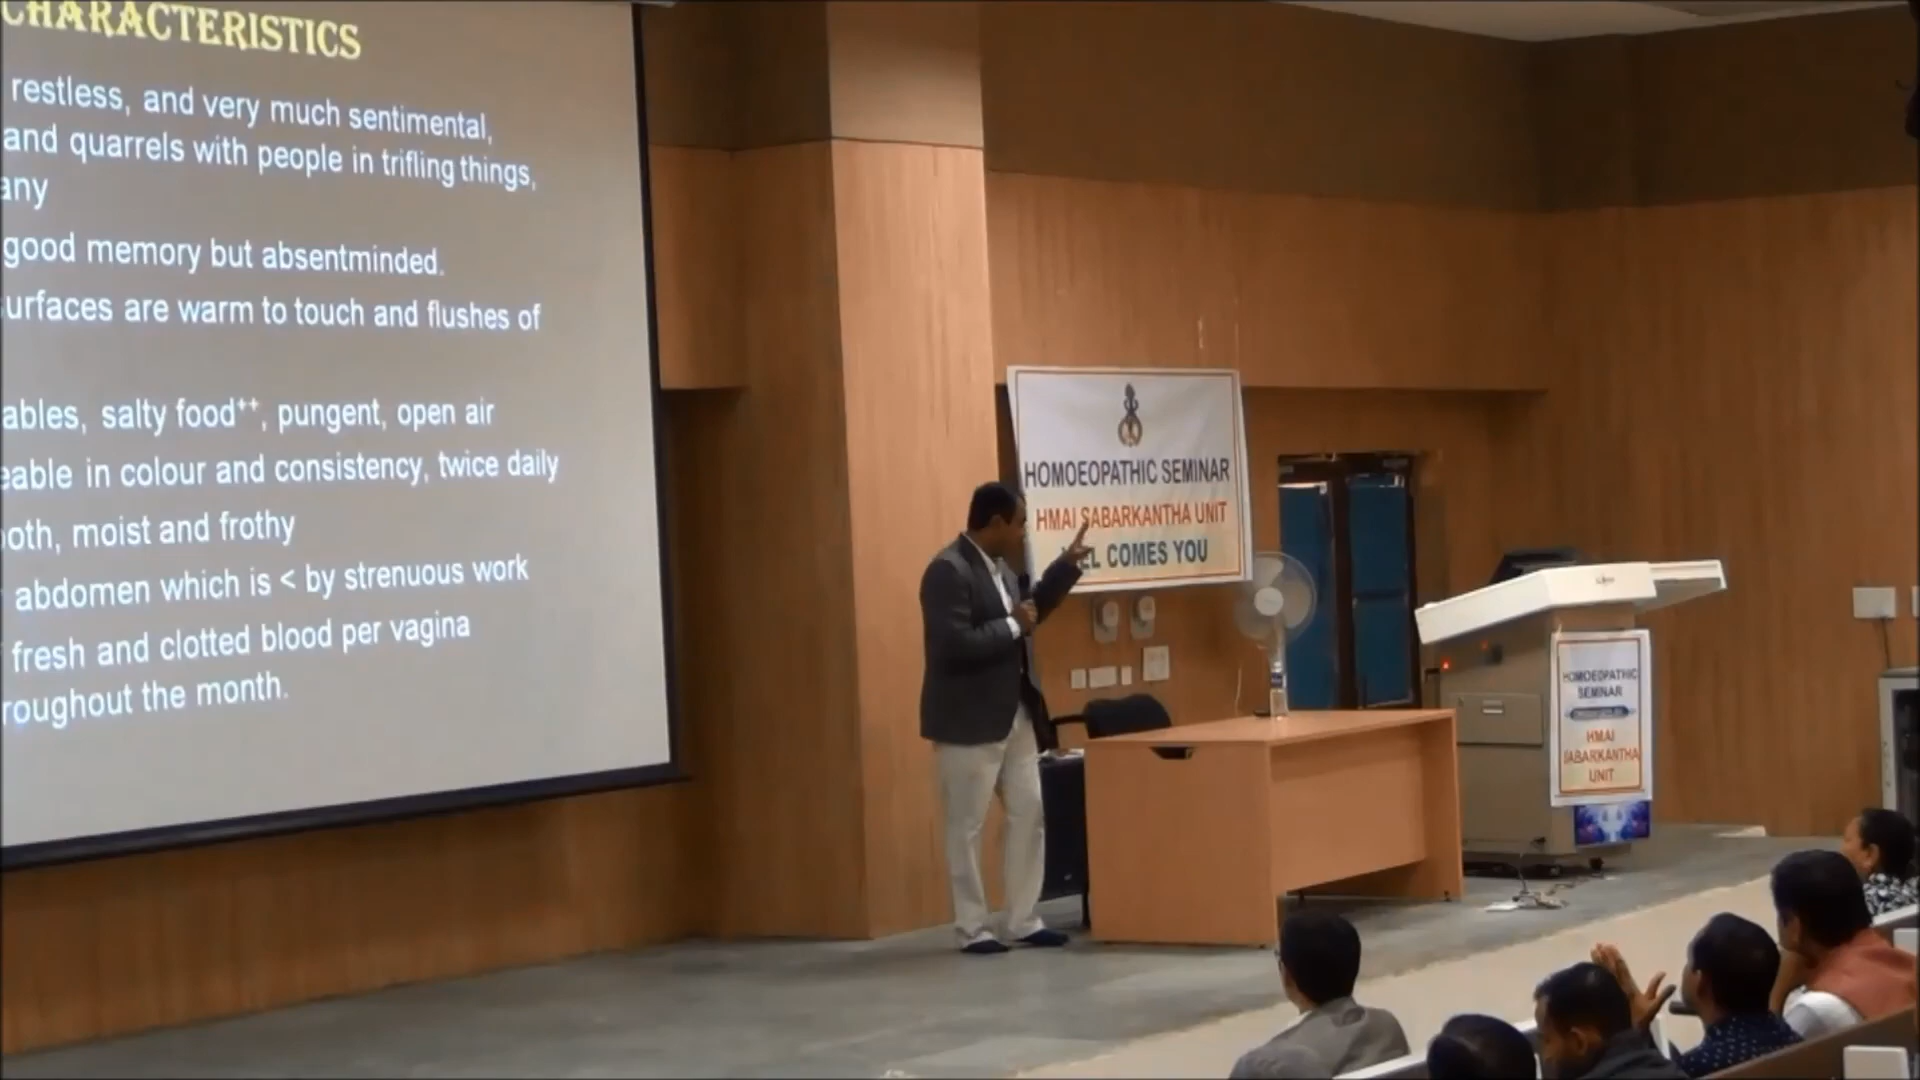 CHARACTERISTICS
restless, and very much sentimental,
and quarrels with people in trifling things,
any
good memory but absentminded.
urfaces are warm to touch and flushes of
ables, salty food⁺⁺, pungent, open air
eable in colour and consistency, twice daily
ooth, moist and frothy
abdomen which is < by strenuous work
fresh and clotted blood per vagina
roughout the month.
HOMOEOPATHIC SEMINAR
HMAI SABARKANTHA UNIT
EL COMES YOU
HOMOEOPATHIC
SEMINAR
HMAI
SABARKANTHA
UNIT